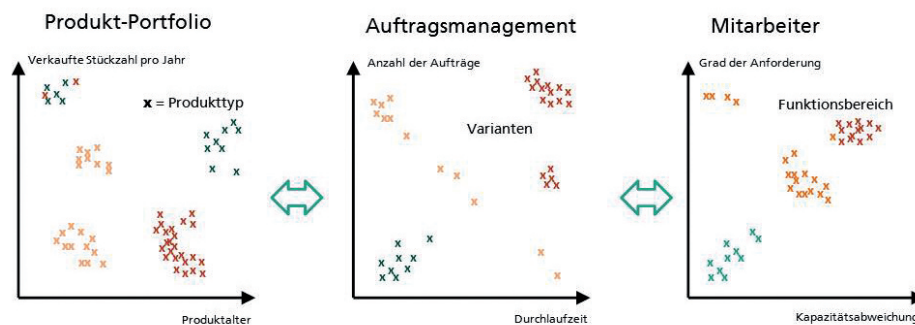 Produkt-Portfolio
Verkaufte Stückzahl pro Jahr
x = Produkttyp
Produktalter
Auftragsmanagement
Anzahl der Aufträge
Varianten
Durchlaufzeit
Mitarbeiter
Grad der Anforderung
Funktionsbereich
Kapazitätsabweichung